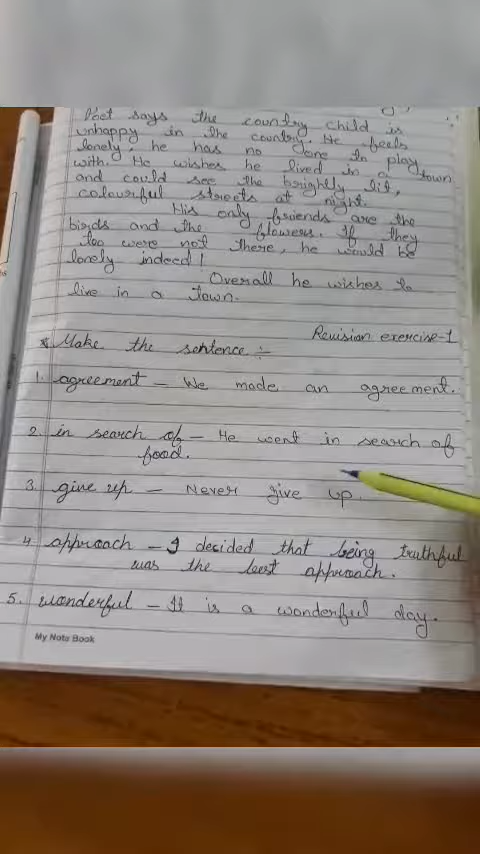 Poet says the country child is
unhappy in the country. He feels
lonely, he has no one to play
with. He wishes he lived in a town
and could see the brightly lit,
colourful streets at night.
His only friends are the
birds and the flowers. If they
too were not there, he would be
lonely indeed!
Overall he wishes to
live in a town.
Revision exercise-1
* Make the sentence :-
1. agreement - We made an agreement.
2. in search of - He went in search of
food.
3. give up - Never give up.
4. approach - I decided that being truthful
was the best approach.
5. wonderful - It is a wonderful day.
My Note Book